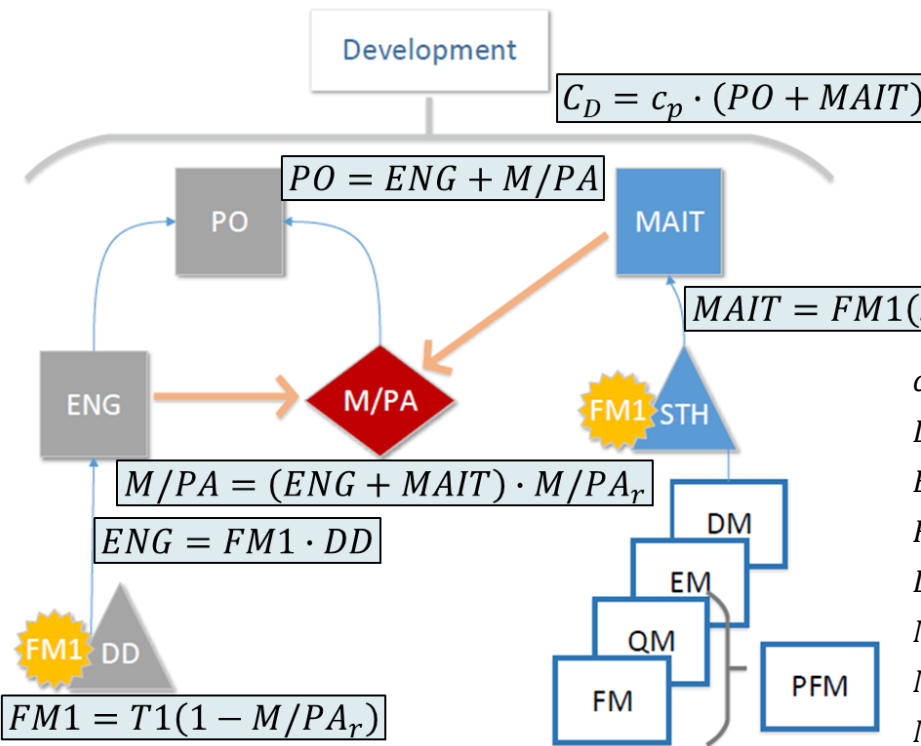 Development
C_D = c_p · (PO + MAIT)
PO = ENG + M/PA
PO
MAIT
MAIT = FM1(
ENG
M/PA
FM1
STH
M/PA = (ENG + MAIT) · M/PA_r
DM
ENG = FM1 · DD
EM
QM
FM1
DD
FM
PFM
FM1 = T1(1 − M/PA_r)